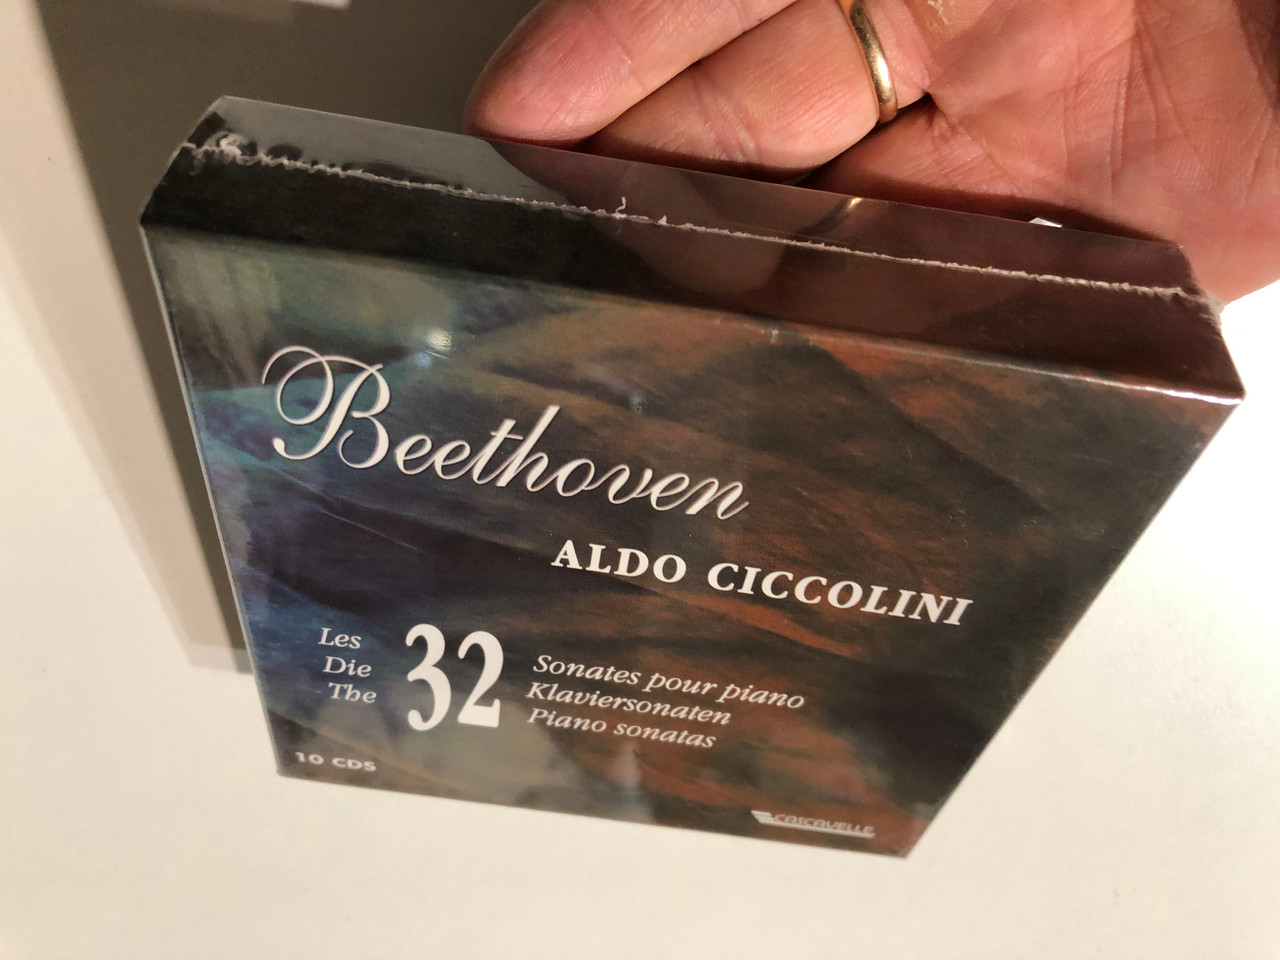 Beethoven
ALDO CICCOLINI
Les
Die
The
32
Sonates pour piano
Klaviersonaten
Piano sonatas
10 CDS
CASCAVELLE